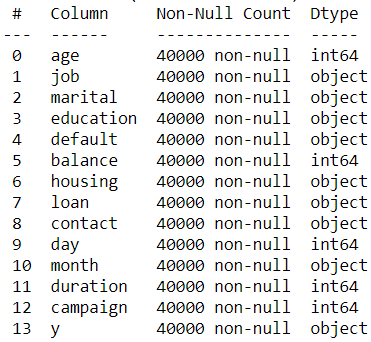 #   Column     Non-Null Count  Dtype
---  ------     --------------  -----
 0   age        40000 non-null  int64
 1   job        40000 non-null  object
 2   marital    40000 non-null  object
 3   education  40000 non-null  object
 4   default    40000 non-null  object
 5   balance    40000 non-null  int64
 6   housing    40000 non-null  object
 7   loan       40000 non-null  object
 8   contact    40000 non-null  object
 9   day        40000 non-null  int64
 10  month      40000 non-null  object
 11  duration   40000 non-null  int64
 12  campaign   40000 non-null  int64
 13  y          40000 non-null  object